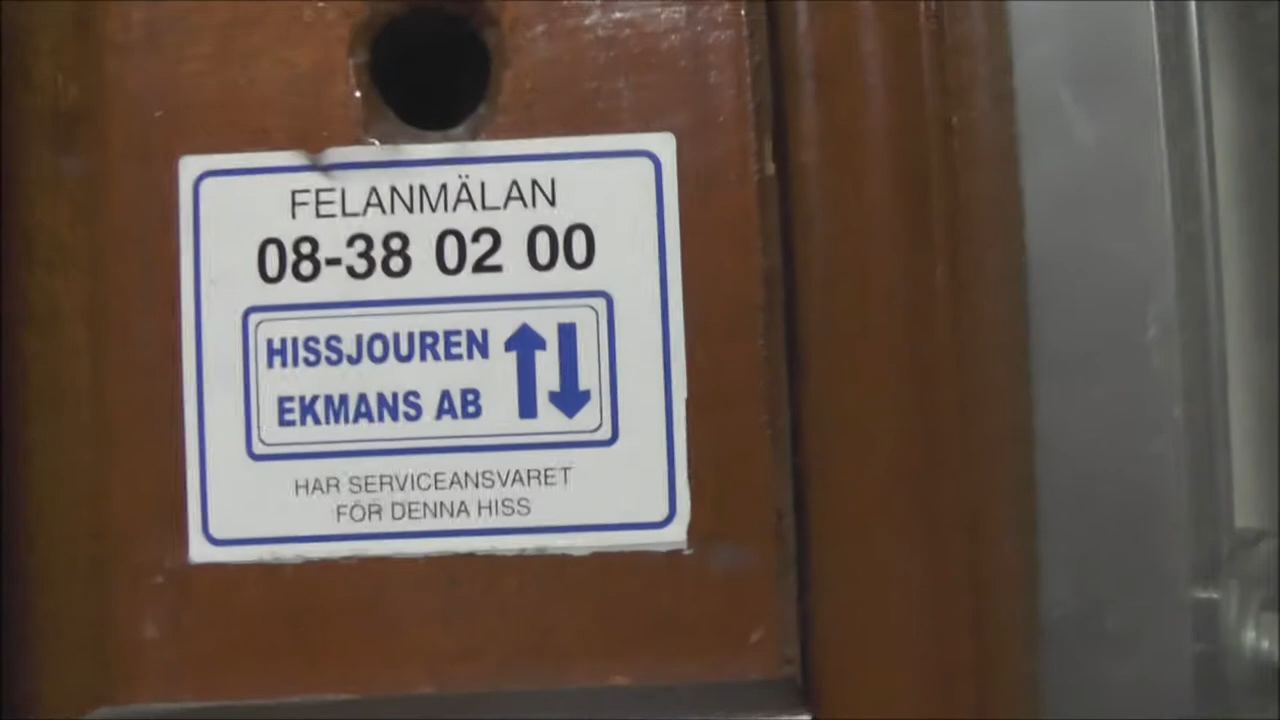 FELANMÄLAN
08-38 02 00
HISSJOUREN
EKMANS AB
HAR SERVICEANSVARET
FÖR DENNA HISS